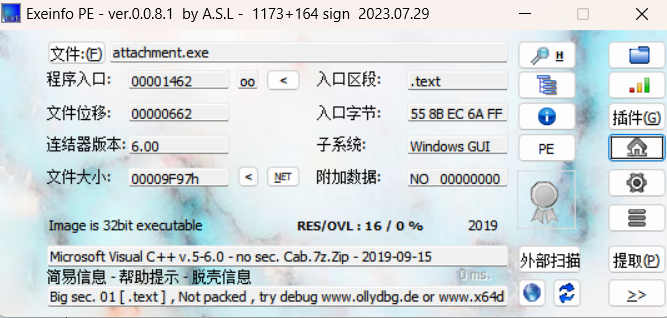 Exeinfo PE - ver.0.0.8.1 by A.S.L - 1173+164 sign 2023.07.29
文件:(F) attachment.exe H
程序入口: 00001462 oo < 入口区段: .text
文件位移: 00000662 入口字节: 55 8B EC 6A FF 插件(G)
连结器版本: 6.00 子系统: Windows GUI PE
文件大小: 00009F97h < NET 附加数据: NO 00000000
Image is 32bit executable RES/OVL : 16 / 0 % 2019
Microsoft Visual C++ v.5-6.0 - no sec. Cab.7z.Zip - 2019-09-15 外部扫描 提取(P)
简易信息 - 帮助提示 - 脱壳信息 0 ms.
Big sec. 01 [ .text ] , Not packed , try debug www.ollydbg.de or www.x64d >>